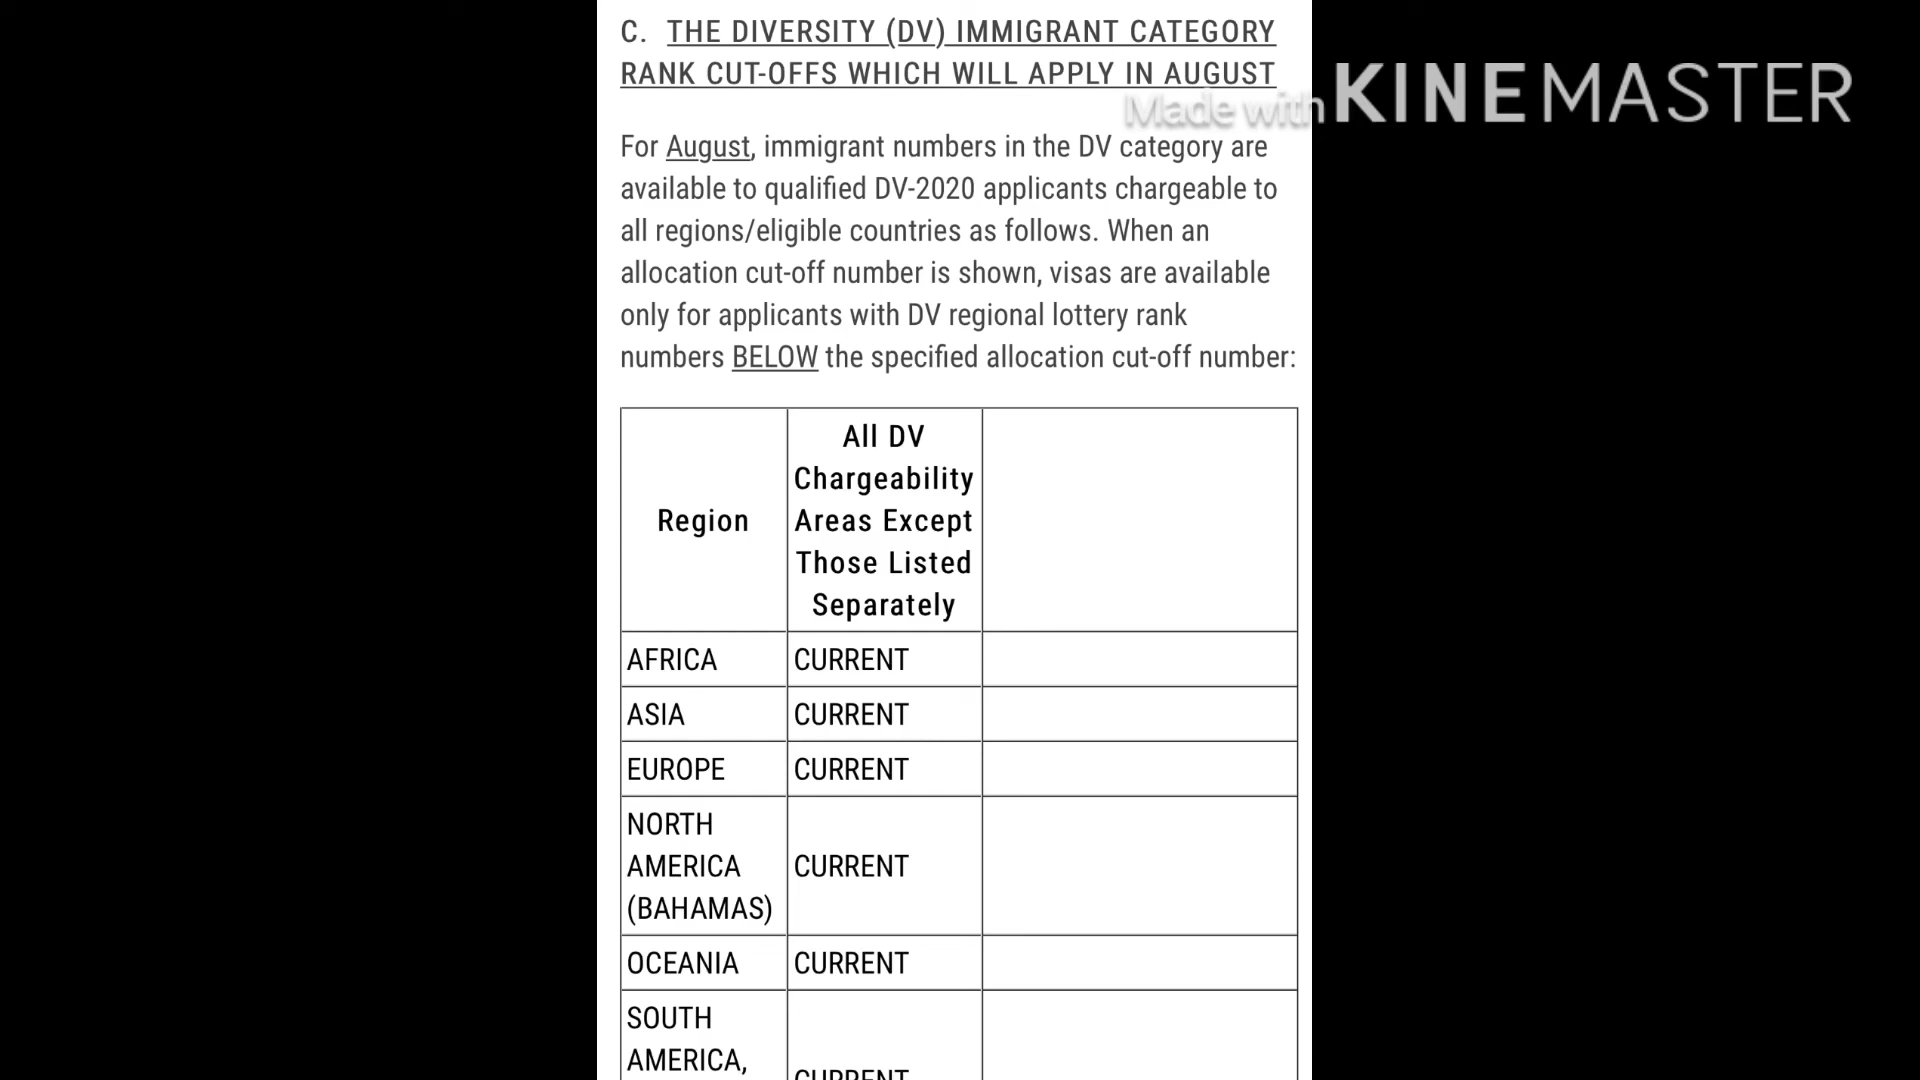 C. THE DIVERSITY (DV) IMMIGRANT CATEGORY
RANK CUT-OFFS WHICH WILL APPLY IN AUGUST
Made with KINEMASTER
For August, immigrant numbers in the DV category are
available to qualified DV-2020 applicants chargeable to
all regions/eligible countries as follows. When an
allocation cut-off number is shown, visas are available
only for applicants with DV regional lottery rank
numbers BELOW the specified allocation cut-off number:
Region
All DV
Chargeability
Areas Except
Those Listed
Separately
AFRICA CURRENT
ASIA CURRENT
EUROPE CURRENT
NORTH
AMERICA
(BAHAMAS)
CURRENT
OCEANIA CURRENT
SOUTH
AMERICA,
CURRENT